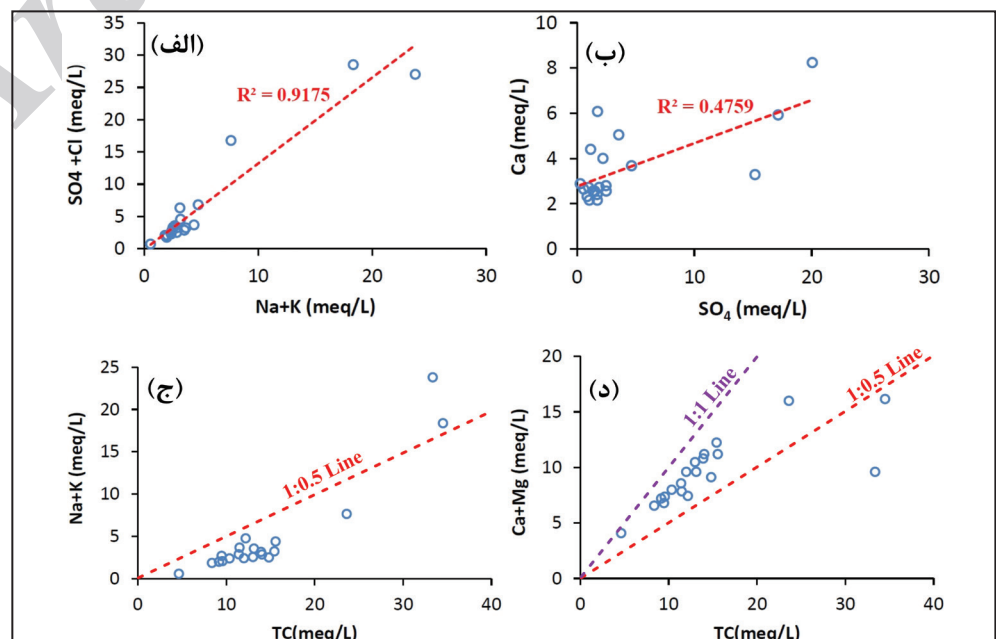 (الف)
SO4 +Cl (meq/L)
35
30
25
20
15
10
5
0
R² = 0.9175
0 10 20 30
Na+K (meq/L)
(ب)
Ca (meq/L)
10
8
6
4
2
0
R² = 0.4759
0 10 20 30
SO₄ (meq/L)
(ج)
Na+K (meq/L)
25
20
15
10
5
0
1:0.5 Line
0 10 20 30 40
TC(meq/L)
(د)
Ca+Mg (meq/L)
20
15
10
5
0
1:1 Line
1:0.5 Line
0 10 20 30 40
TC(meq/L)